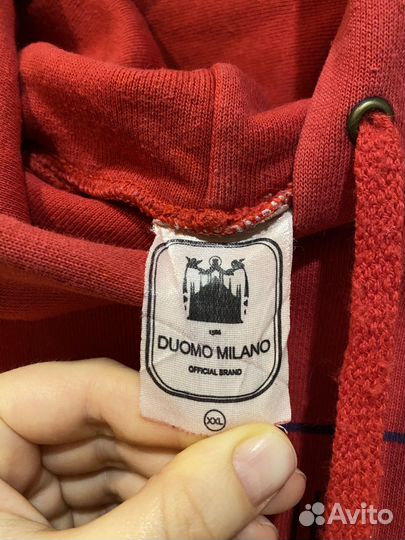 1386
DUOMO MILANO
OFFICIAL BRAND
XXL
Avito